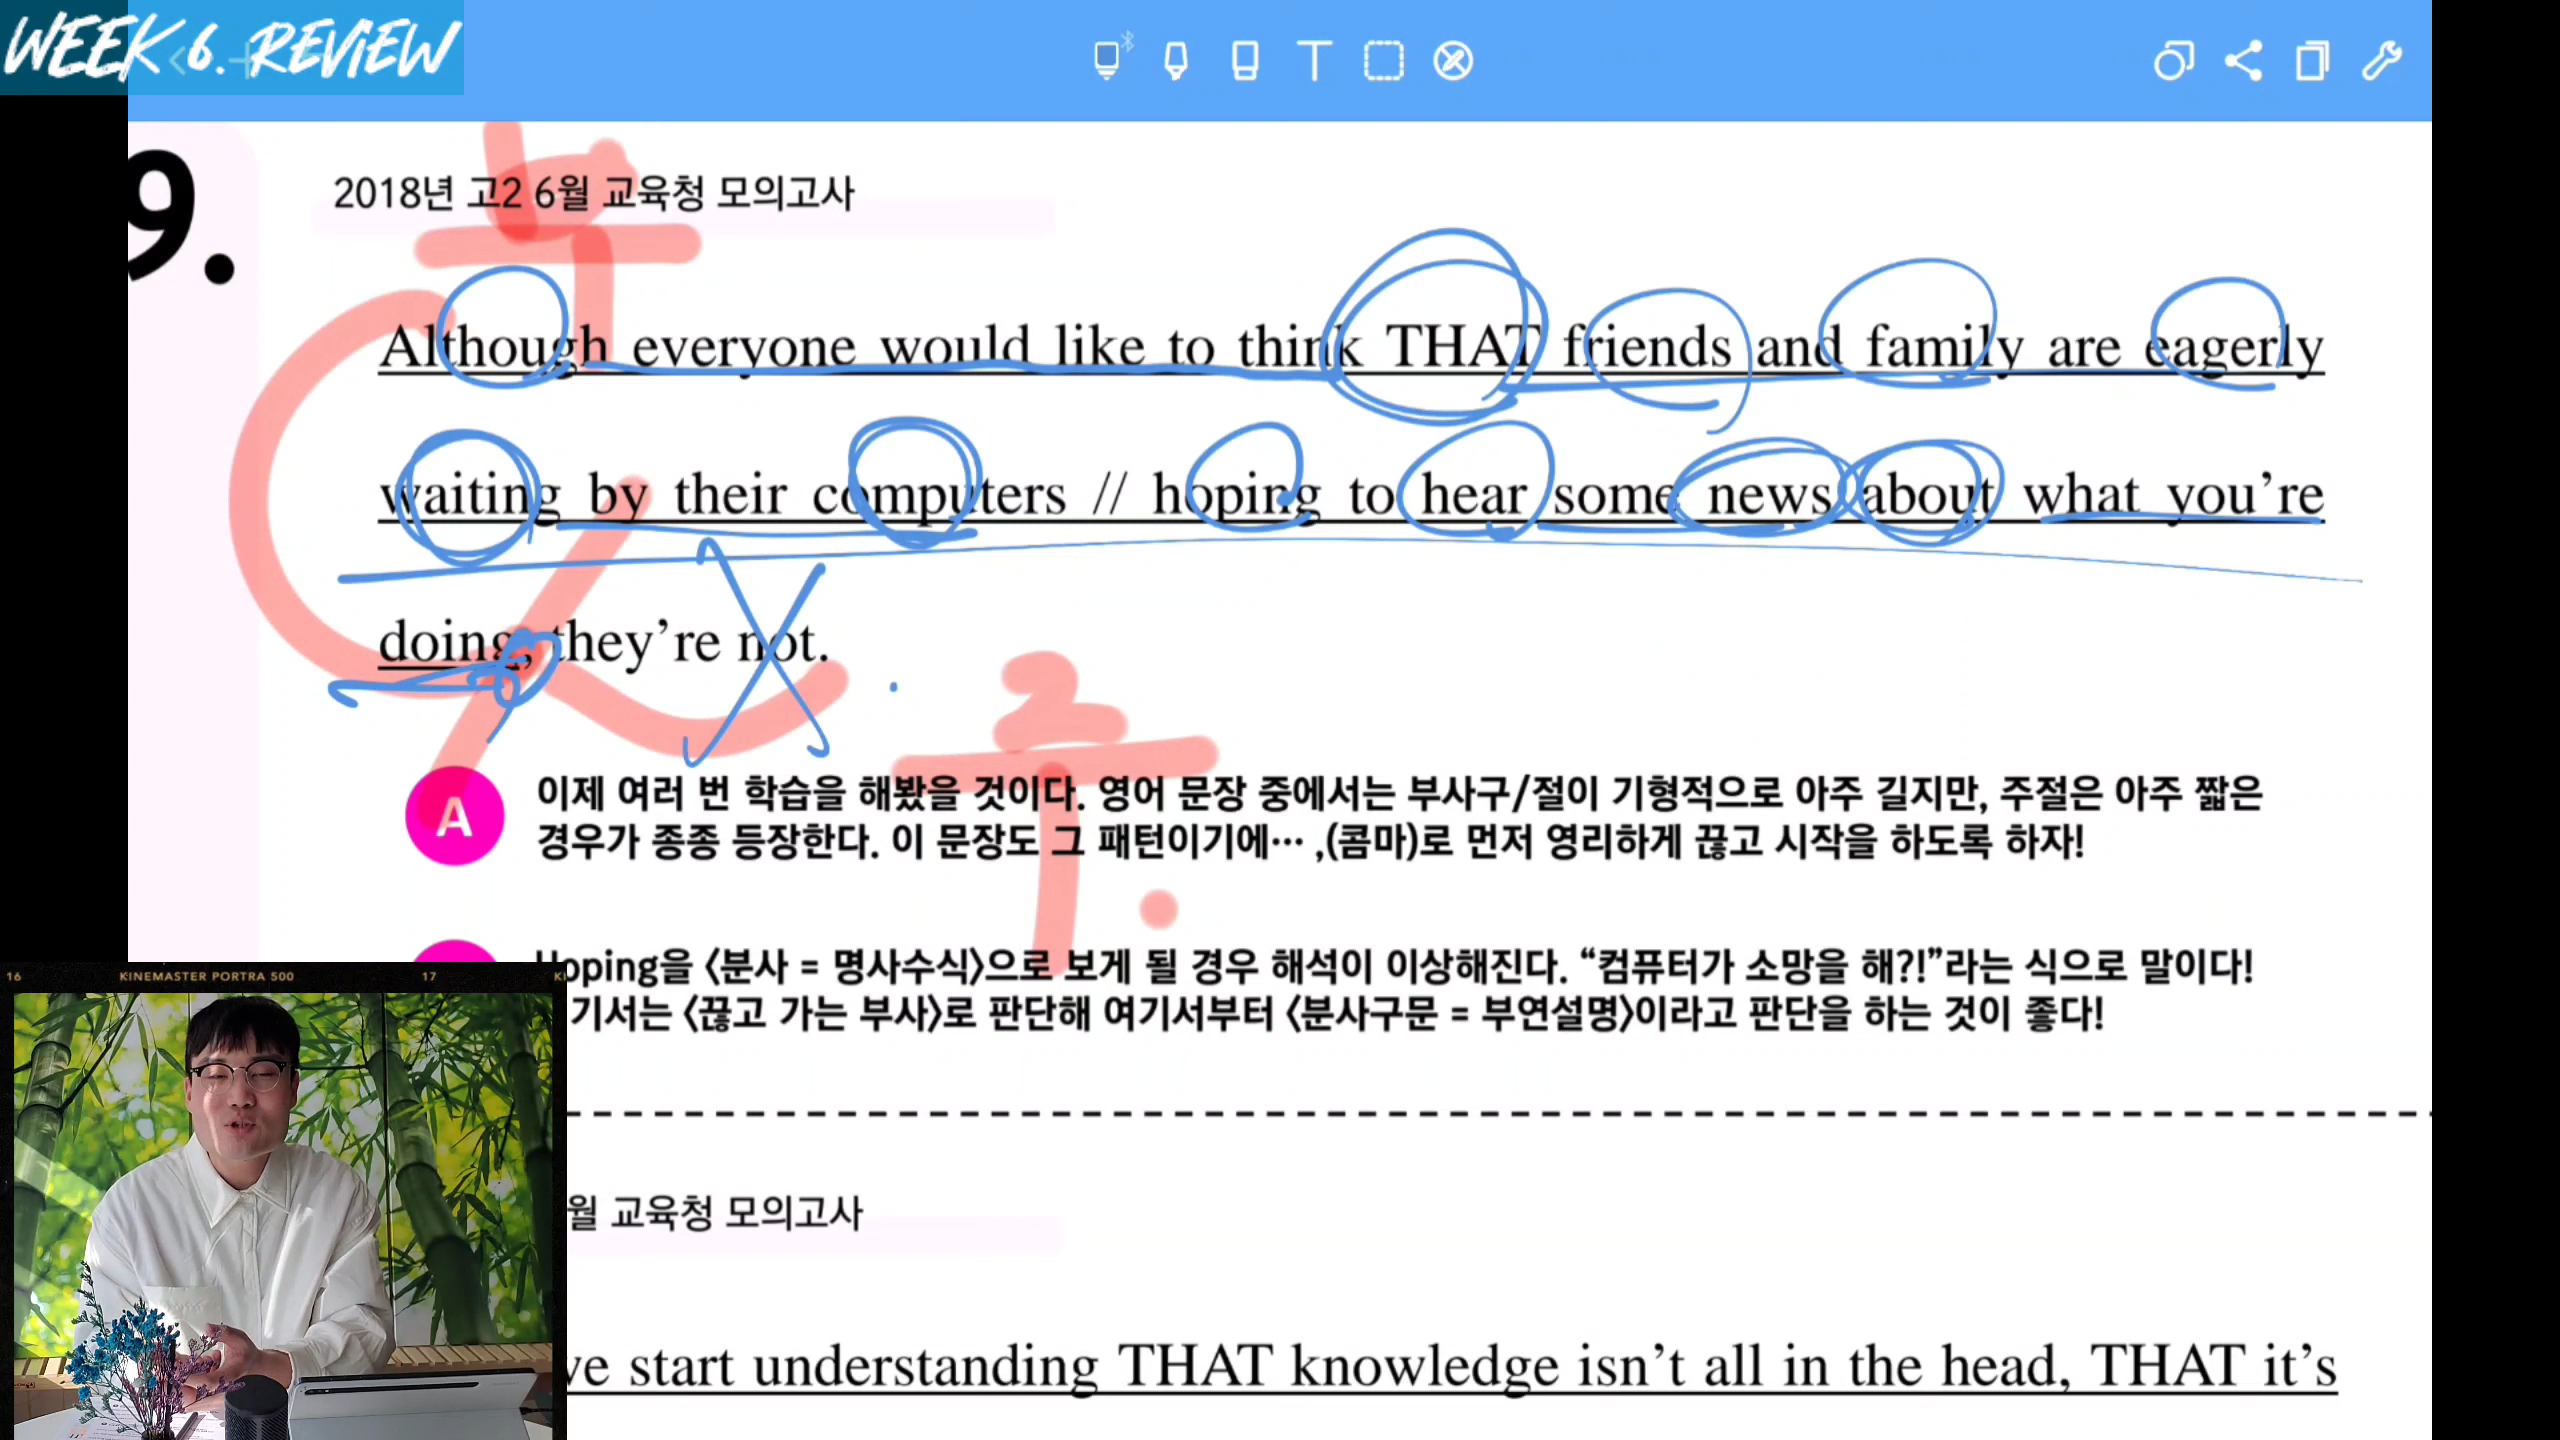 WEEK 6. REVIEW
T
9.
2018년 고2 6월 교육청 모의고사
부
Although everyone would like to think THAT friends and family are eagerly
waiting by their computers // hoping to hear some news about what you’re
doing, they’re not.
주
A
이제 여러 번 학습을 해봤을 것이다. 영어 문장 중에서는 부사구/절이 기형적으로 아주 길지만, 주절은 아주 짧은
경우가 종종 등장한다. 이 문장도 그 패턴이기에… ,(콤마)로 먼저 영리하게 끊고 시작을 하도록 하자!
Hoping을 〈분사 = 명사수식〉으로 보게 될 경우 해석이 이상해진다. “컴퓨터가 소망을 해?!”라는 식으로 말이다!
기서는 〈끊고 가는 부사〉로 판단해 여기서부터 〈분사구문 = 부연설명〉이라고 판단을 하는 것이 좋다!
16 KINEMASTER PORTRA 500 17 KI
월 교육청 모의고사
ve start understanding THAT knowledge isn’t all in the head, THAT it’s